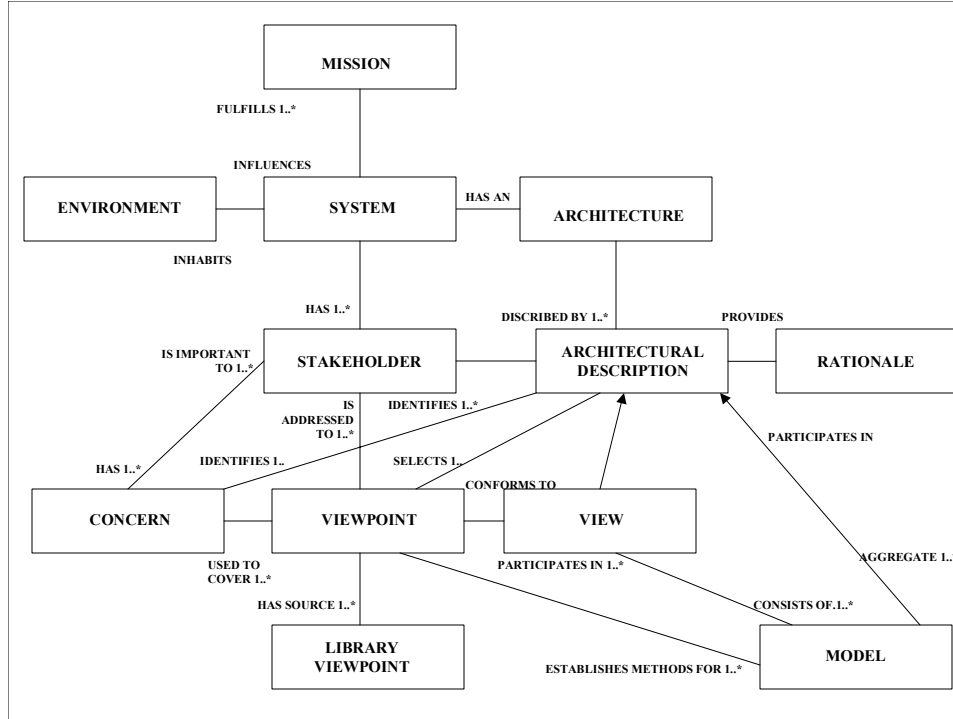 MISSION
FULFILLS 1..*
INFLUENCES
ENVIRONMENT
SYSTEM
HAS AN
ARCHITECTURE
INHABITS
HAS 1..*
DISCRIBED BY 1..*
PROVIDES
IS IMPORTANT
TO 1..*
STAKEHOLDER
ARCHITECTURAL
DESCRIPTION
RATIONALE
IS
ADDRESSED
TO 1..*
IDENTIFIES 1..*
PARTICIPATES IN
HAS 1..*
IDENTIFIES 1..
SELECTS 1..
CONFORMS TO
CONCERN
VIEWPOINT
VIEW
USED TO
COVER 1..*
PARTICIPATES IN 1..*
AGGREGATE 1..*
HAS SOURCE 1..*
CONSISTS OF.1..*
LIBRARY
VIEWPOINT
ESTABLISHES METHODS FOR 1..*
MODEL